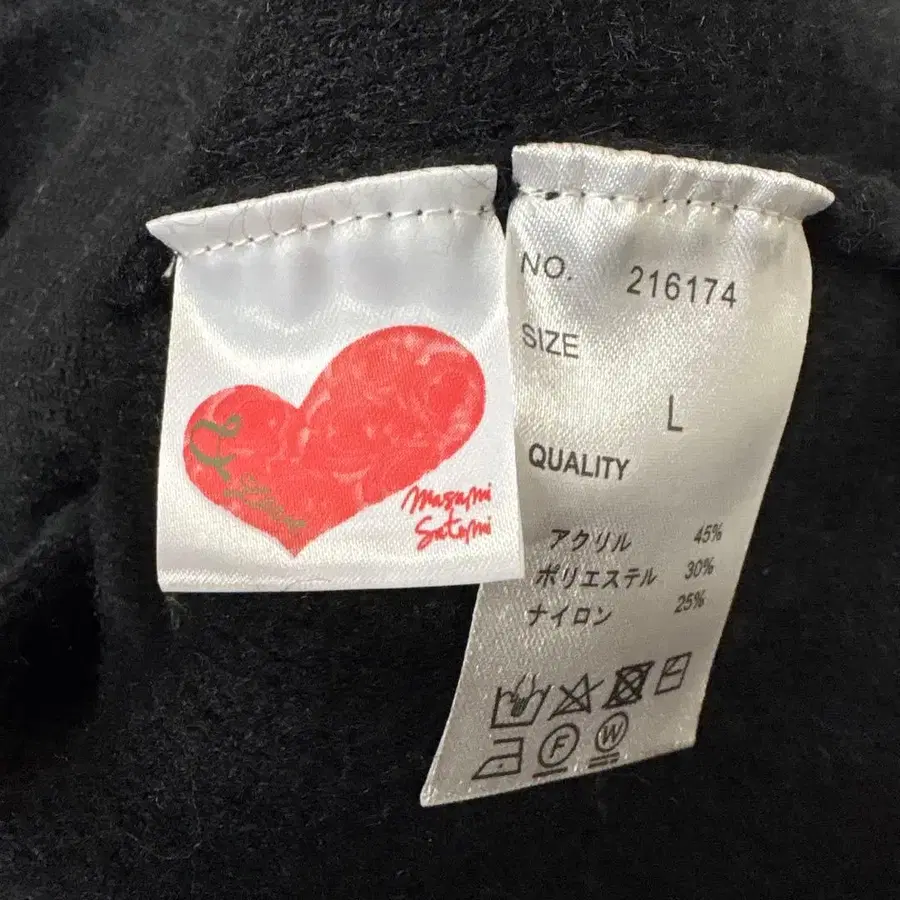 Masami
Satomi
NO. 216174
SIZE
L
QUALITY
アクリル 45%
ポリエステル 30%
ナイロン 25%
F
W